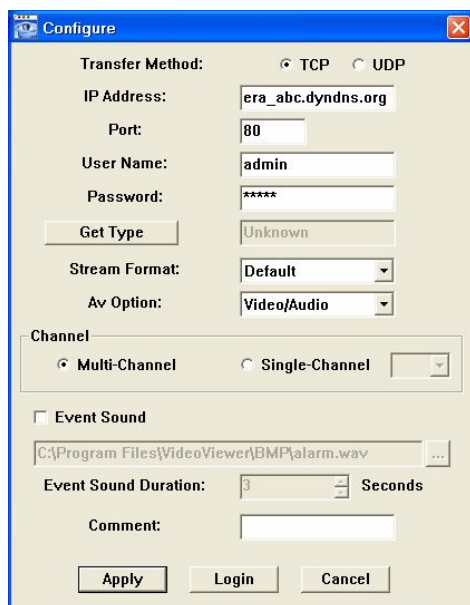 Configure
Transfer Method: TCP UDP
IP Address: era_abc.dyndns.org
Port: 80
User Name: admin
Password: *****
Get Type Unknown
Stream Format: Default
Av Option: Video/Audio
Channel
Multi-Channel Single-Channel
Event Sound
C:\Program Files\VideoViewer\BMP\alarm.wav ...
Event Sound Duration: 3 Seconds
Comment:
Apply Login Cancel